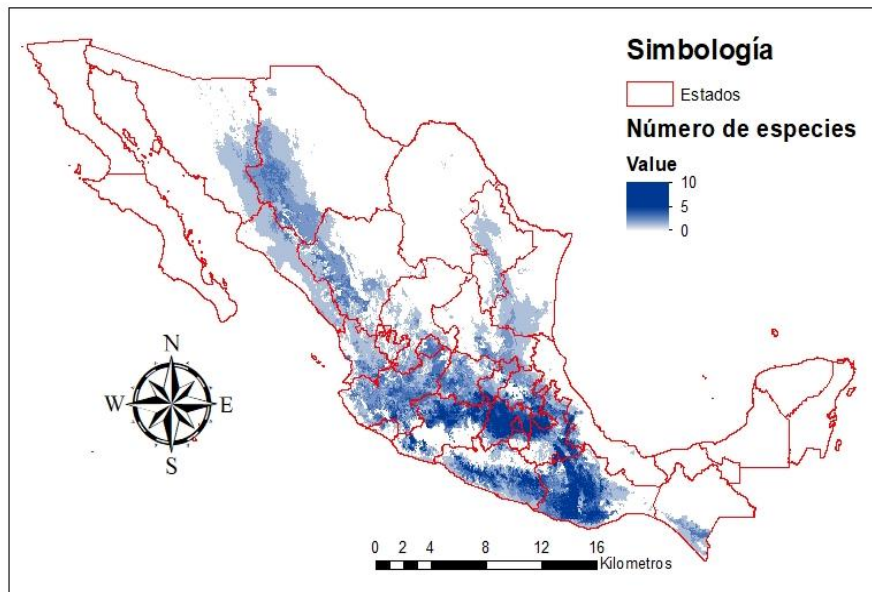 Simbología
Estados
Número de especies
Value
10
5
0
N
W E
S
0 2 4 8 12 16
Kilometros